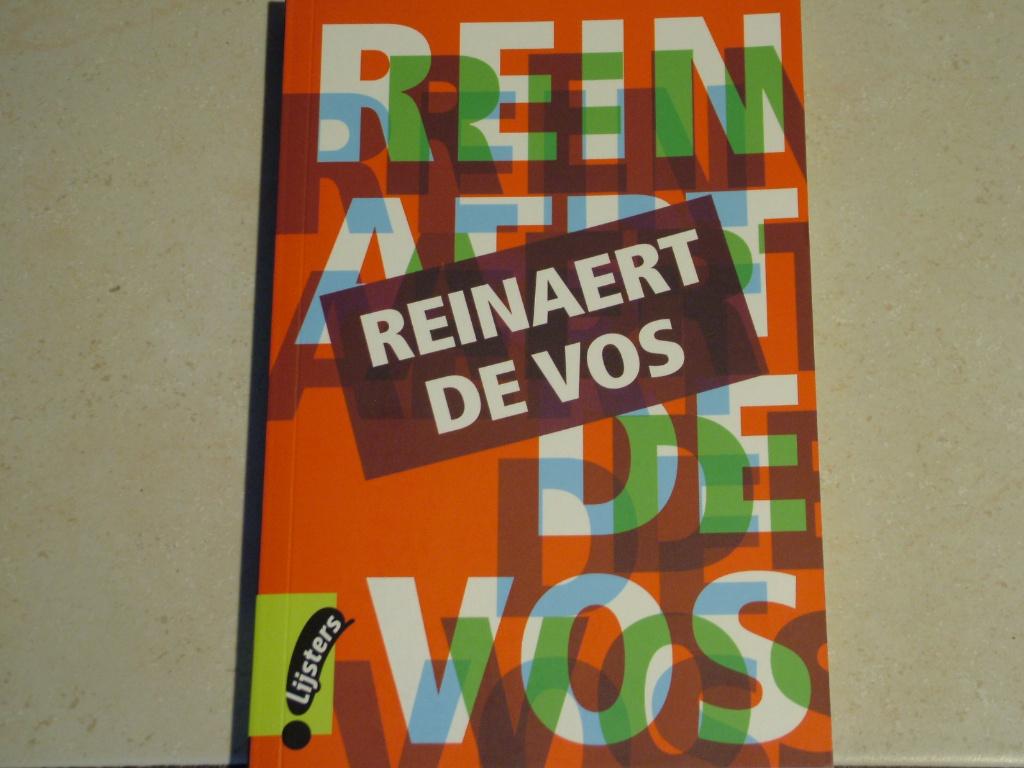 REIN
AERT
REINAERT
DE VOS
DE
VOS
Lijsters